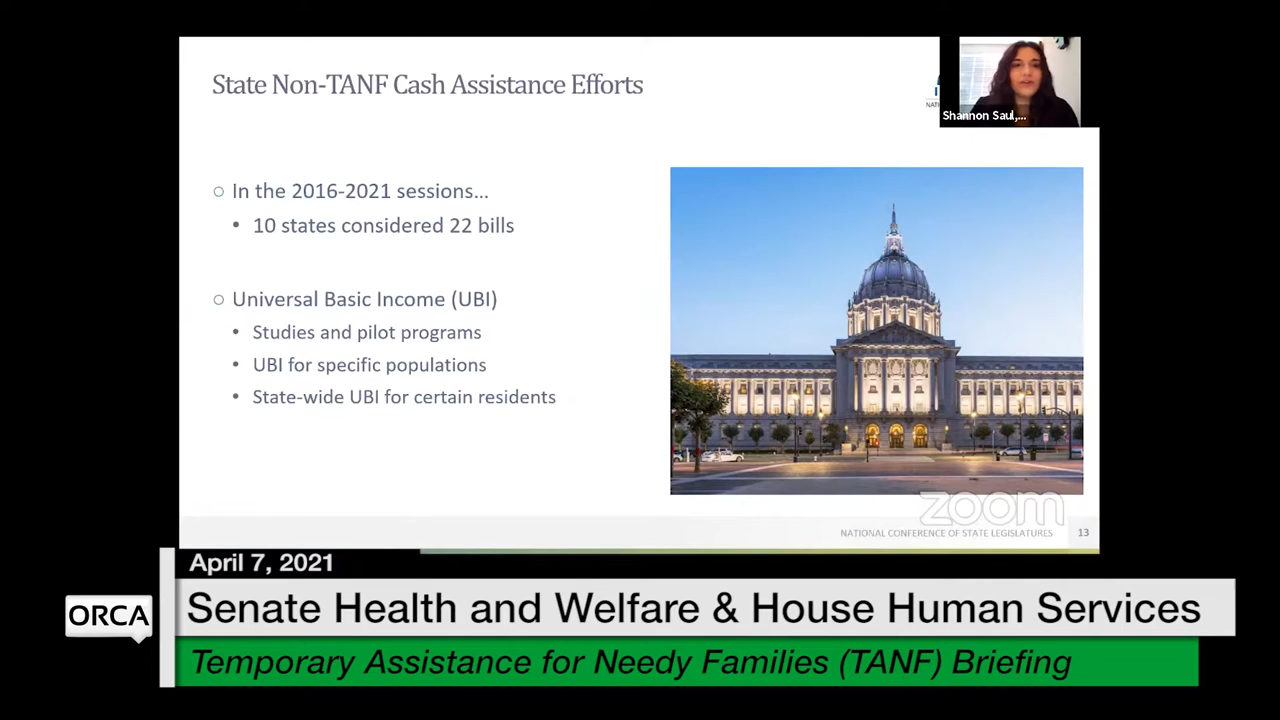 State Non-TANF Cash Assistance Efforts
Shannon Saul,...
In the 2016-2021 sessions...
10 states considered 22 bills
Universal Basic Income (UBI)
Studies and pilot programs
UBI for specific populations
State-wide UBI for certain residents
zoom
NATIONAL CONFERENCE OF STATE LEGISLATURES 13
April 7, 2021
ORCA
Senate Health and Welfare & House Human Services
Temporary Assistance for Needy Families (TANF) Briefing